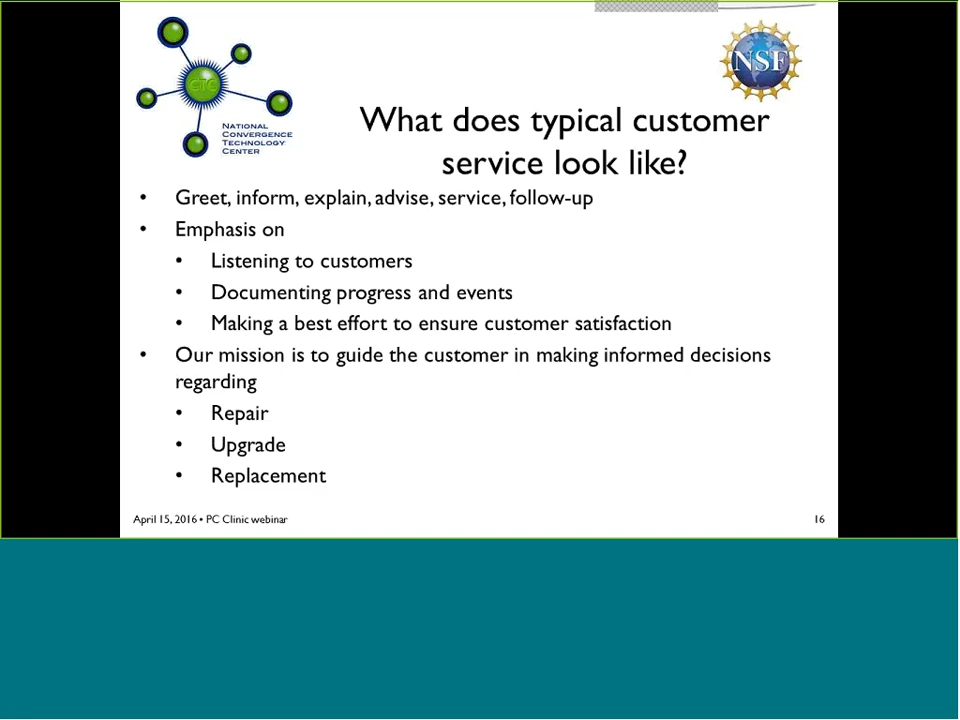 CTC
NATIONAL
CONVERGENCE
TECHNOLOGY
CENTER
NSF
What does typical customer
service look like?
• Greet, inform, explain, advise, service, follow-up
• Emphasis on
• Listening to customers
• Documenting progress and events
• Making a best effort to ensure customer satisfaction
• Our mission is to guide the customer in making informed decisions
regarding
• Repair
• Upgrade
• Replacement
April 15, 2016 • PC Clinic webinar
16